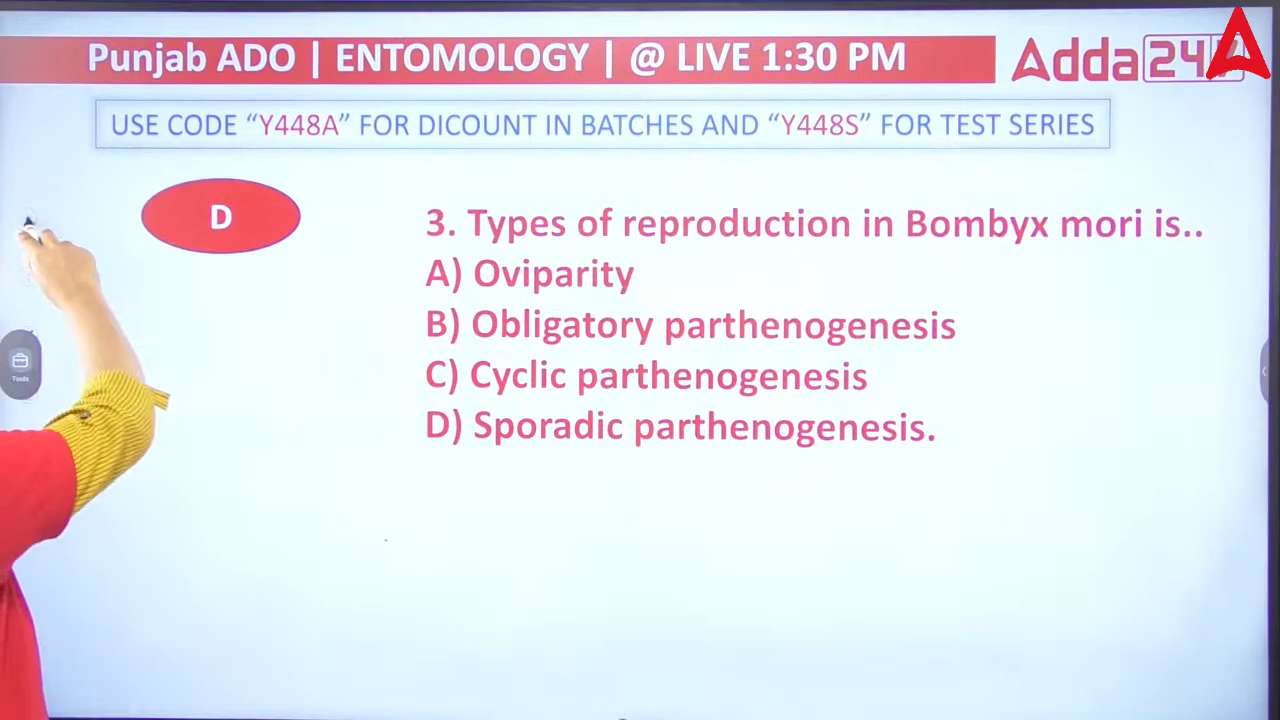 Punjab ADO | ENTOMOLOGY | @ LIVE 1:30 PM
Adda247
USE CODE “Y448A” FOR DICOUNT IN BATCHES AND “Y448S” FOR TEST SERIES
D
3. Types of reproduction in Bombyx mori is..
A) Oviparity
B) Obligatory parthenogenesis
C) Cyclic parthenogenesis
D) Sporadic parthenogenesis.
Tools